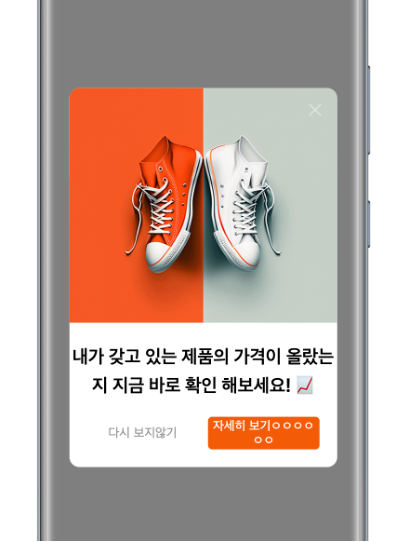 내가 갖고 있는 제품의 가격이 올랐는
지 지금 바로 확인 해보세요! 📈
다시 보지않기
자세히 보기ㅇㅇㅇㅇ
ㅇㅇ